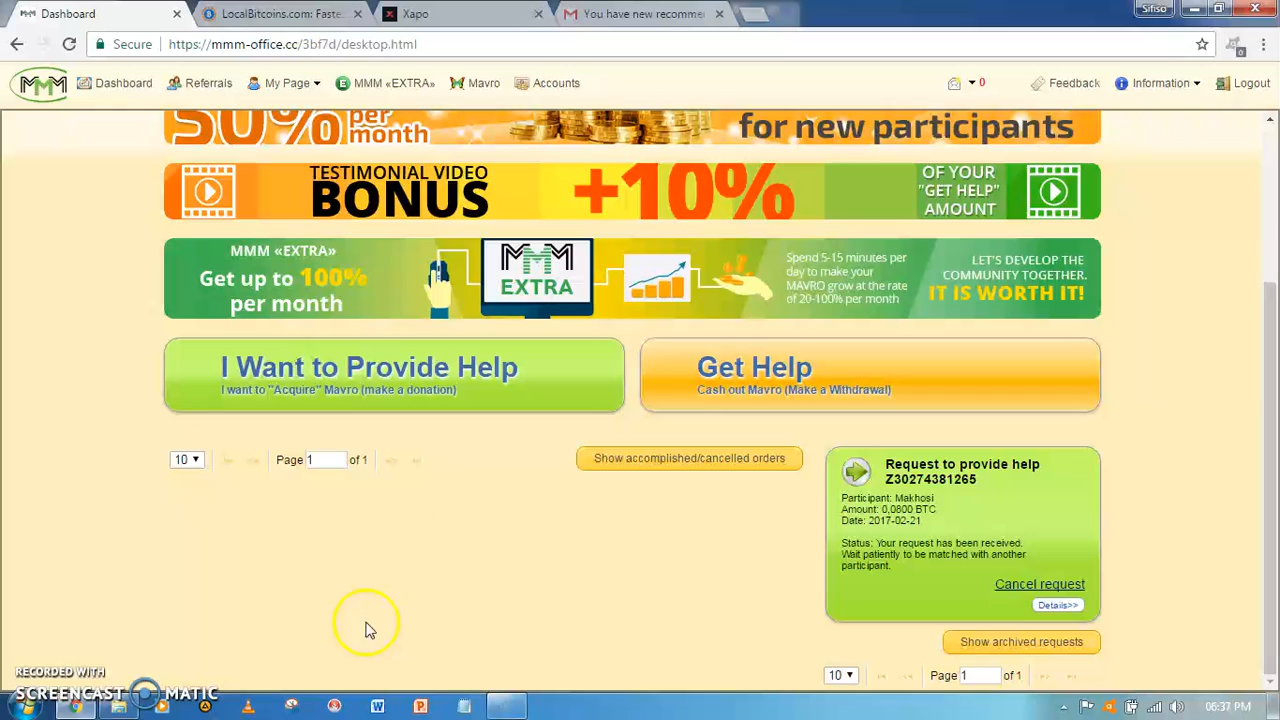 Dashboard
LocalBitcoins.com: Faste
Xapo
You have new recomme
Sifiso
Secure
https://mmm-office.cc/3bf7d/desktop.html
MMM
Dashboard
Referrals
My Page
MMM «EXTRA»
Mavro
Accounts
0
Feedback
Information
Logout
50% per month
for new participants
TESTIMONIAL VIDEO
BONUS
+10%
OF YOUR
"GET HELP"
AMOUNT
MMM «EXTRA»
Get up to 100%
per month
MMM
EXTRA
Spend 5-15 minutes per
day to make your
MAVRO grow at the rate
of 20-100% per month
LET'S DEVELOP THE
COMMUNITY TOGETHER.
IT IS WORTH IT!
I Want to Provide Help
I want to "Acquire" Mavro (make a donation)
Get Help
Cash out Mavro (Make a Withdrawal)
10
Page 1 of 1
Show accomplished/cancelled orders
Request to provide help
Z30274381265
Participant: Makhosi
Amount: 0,0800 BTC
Date: 2017-02-21
Status: Your request has been received.
Wait patiently to be matched with another
participant.
Cancel request
Details>>
Show archived requests
10
Page 1 of 1
RECORDED WITH
SCREENCAST MATIC
06:37 PM